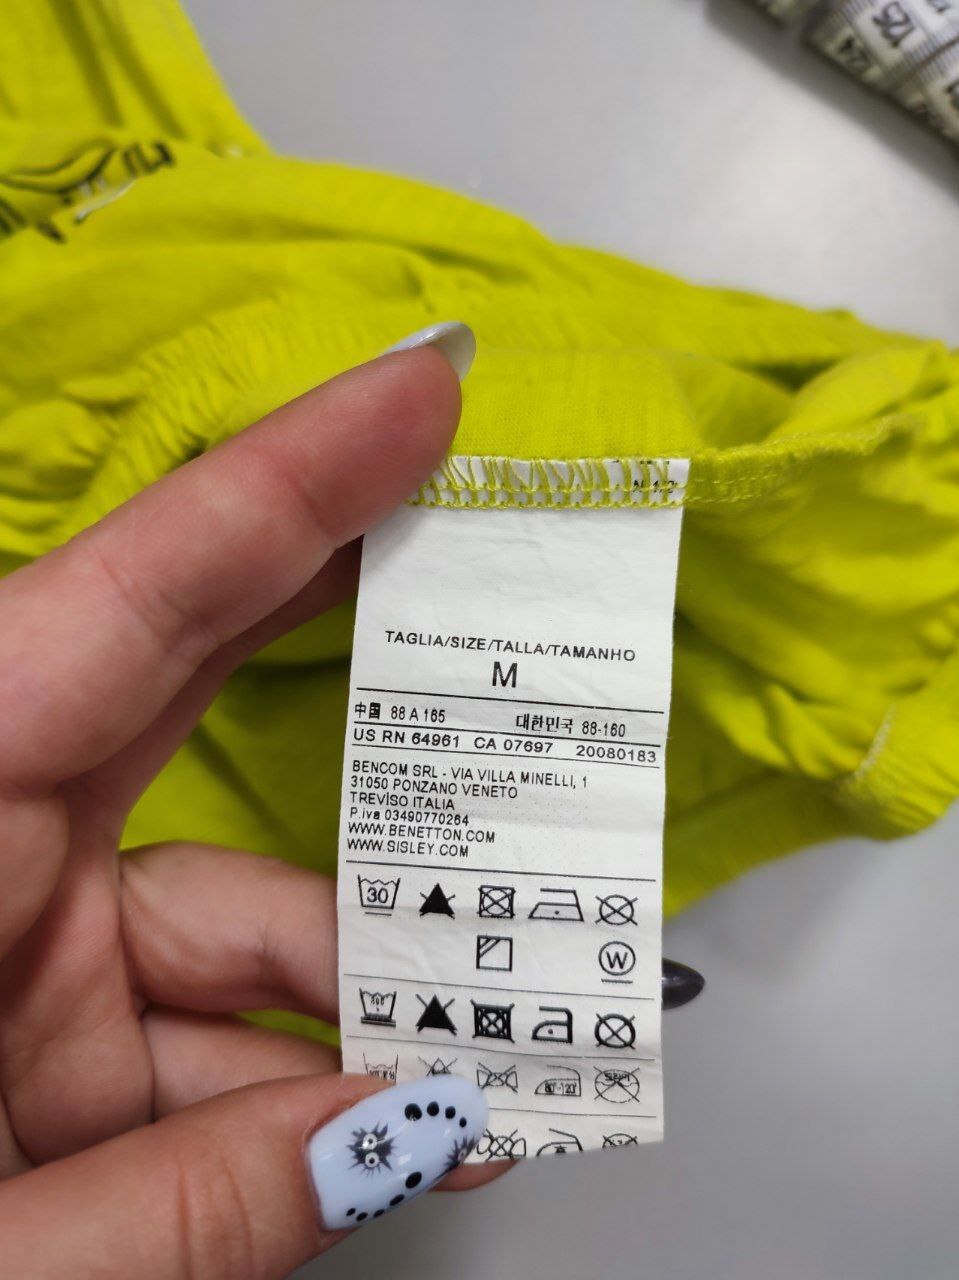 125
124
TAGLIA/SIZE/TALLA/TAMANHO
M
中国 88 A 165 대한민국 88-160
US RN 64961 CA 07697 20080183
BENCOM SRL - VIA VILLA MINELLI, 1
31050 PONZANO VENETO
TREVISO ITALIA
P.iva 03490770264
WWW.BENETTON.COM
WWW.SISLEY.COM
30
W